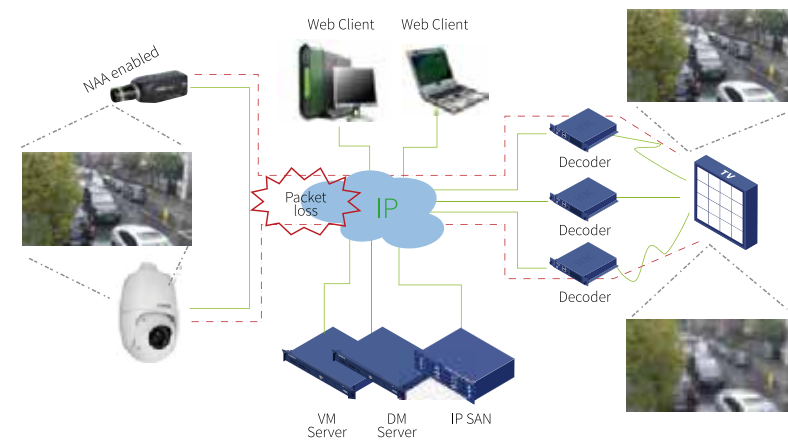 Web Client
Web Client
NAA enabled
Decoder
TV
Packet
loss
IP
Decoder
Decoder
VM
Server
DM
Server
IP SAN